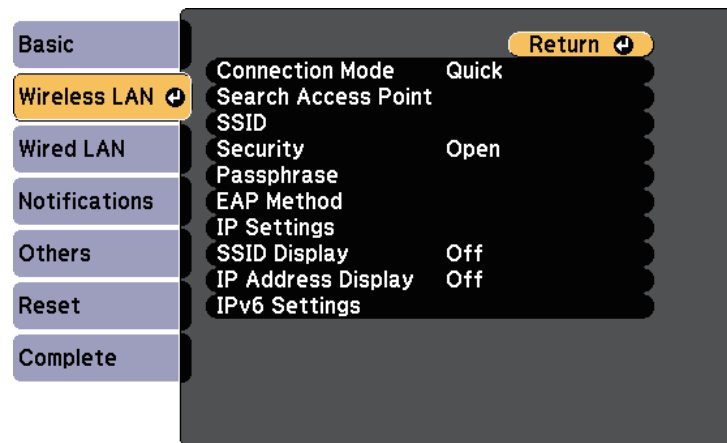 Basic
Wireless LAN
Wired LAN
Notifications
Others
Reset
Complete
Return
Connection Mode Quick
Search Access Point
SSID
Security Open
Passphrase
EAP Method
IP Settings
SSID Display Off
IP Address Display Off
IPv6 Settings